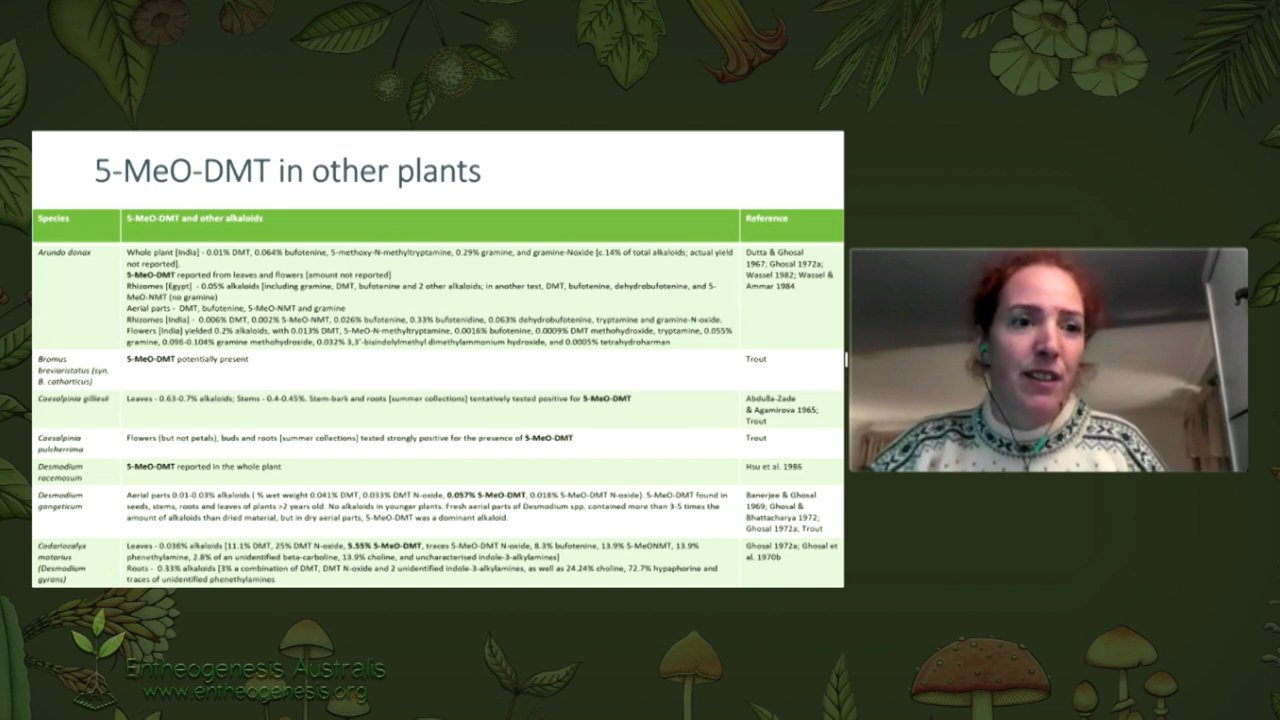 5-MeO-DMT in other plants
Species
5-MeO-DMT and other alkaloids
Reference
Arundo donax
Whole plant [India] - 0.01% DMT, 0.064% bufotenine, 5-methoxy-N-methyltryptamine, 0.29% gramine, and gramine-Noxide [c.14% of total alkaloids; actual yield
not reported].
5-MeO-DMT reported from leaves and flowers [amount not reported]
Rhizomes [Egypt] - 0.05% alkaloids [including gramine, DMT, bufotenine and 2 other alkaloids; in another test, DMT, bufotenine, dehydrobufotenine, and 5-
MeO-NMT (no gramine)
Aerial parts - DMT, bufotenine, 5-MeO-NMT and gramine
Rhizomes [India] - 0.006% DMT, 0.002% 5-MeO-NMT, 0.026% bufotenine, 0.33% bufotenidine, 0.063% dehydrobufotenine, tryptamine and gramine-N-oxide.
Flowers [India] yielded 0.2% alkaloids, with 0.013% DMT, 5-MeO-N-methyltryptamine, 0.0016% bufotenine, 0.0009% DMT methohydroxide, tryptamine, 0.055%
gramine, 0.096-0.104% gramine methohydroxide, 0.032% 3,3'-bisindolylmethyl dimethylammonium hydroxide, and 0.0005% tetrahydroharman
Dutta & Ghosal
1967; Ghosal 1972a;
Wassel 1982; Wassel &
Ammar 1984
Bromus
breviaristatus (syn.
B. cathorticus)
5-MeO-DMT potentially present
Trout
Caesalpinia gilliesii
Leaves - 0.63-0.7% alkaloids; Stems - 0.4-0.45%. Stem-bark and roots [summer collections] tentatively tested positive for 5-MeO-DMT
Abdulla-Zade
& Agamirova 1965;
Trout
Caesalpinia
pulcherrima
Flowers (but not petals), buds and roots [summer collections] tested strongly positive for the presence of 5-MeO-DMT
Trout
Desmodium
racemosum
5-MeO-DMT reported in the whole plant
Hsu et al. 1986
Desmodium
gangeticum
Aerial parts 0.01-0.03% alkaloids ( % wet weight 0.041% DMT, 0.033% DMT N-oxide, 0.057% 5-MeO-DMT, 0.018% 5-MeO-DMT N-oxide). 5-MeO-DMT found in
seeds, stems, roots and leaves of plants >2 years old. No alkaloids in younger plants. Fresh aerial parts of Desmodium spp. contained more than 3-5 times the
amount of alkaloids than dried material, but in dry aerial parts, 5-MeO-DMT was a dominant alkaloid.
Banerjee & Ghosal
1969; Ghosal &
Bhattacharya 1972;
Ghosal 1972a; Trout
Codariocalyx
motorius
(Desmodium
gyrans)
Leaves - 0.036% alkaloids [11.1% DMT, 25% DMT N-oxide, 5.55% 5-MeO-DMT, traces 5-MeO-DMT N-oxide, 8.3% bufotenine, 13.9% 5-MeONMT, 13.9%
phenethylamine, 2.8% of an unidentified beta-carboline, 13.9% choline, and uncharacterised indole-3-alkylamines]
Roots - 0.33% alkaloids [3% a combination of DMT, DMT N-oxide and 2 unidentified indole-3-alkylamines, as well as 24.24% choline, 72.7% hypaphorine and
traces of unidentified phenethylamines
Ghosal 1972a; Ghosal et
al. 1970b
Entheogenesis Australis
www.entheogenesis.org